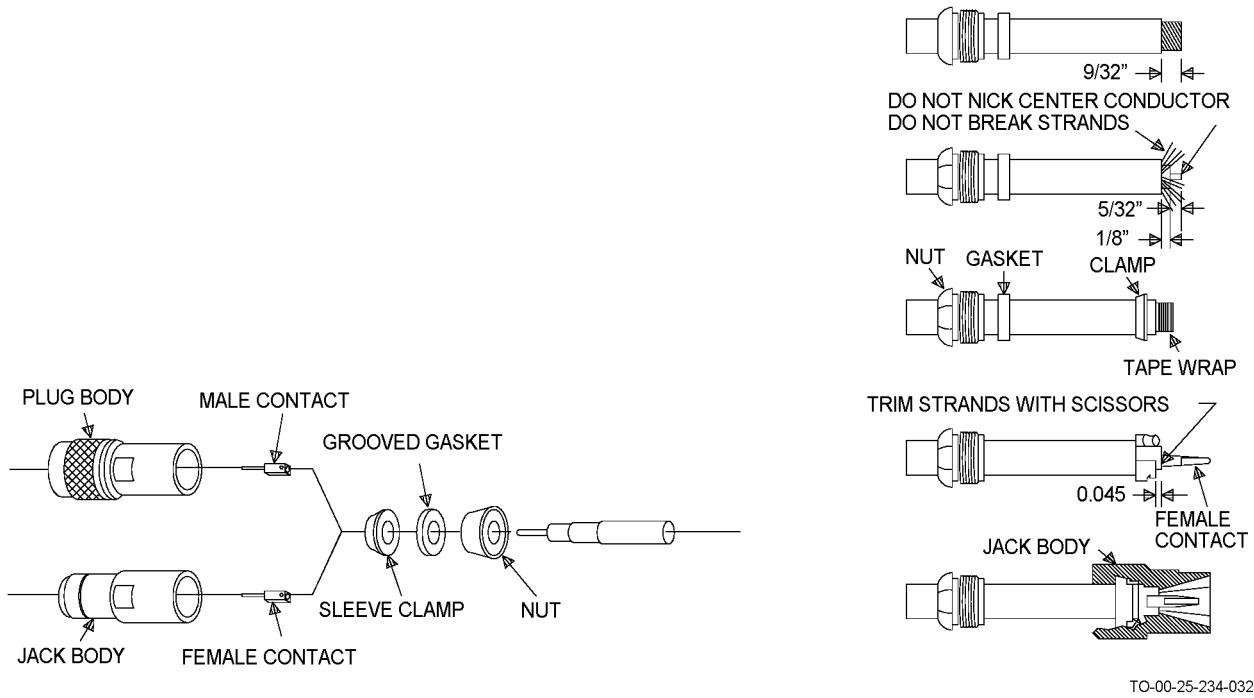 PLUG BODY
MALE CONTACT
GROOVED GASKET
SLEEVE CLAMP
NUT
JACK BODY
FEMALE CONTACT
9/32”
DO NOT NICK CENTER CONDUCTOR
DO NOT BREAK STRANDS
5/32”
1/8”
NUT
GASKET
CLAMP
TAPE WRAP
TRIM STRANDS WITH SCISSORS
0.045
FEMALE
CONTACT
JACK BODY
TO-00-25-234-032